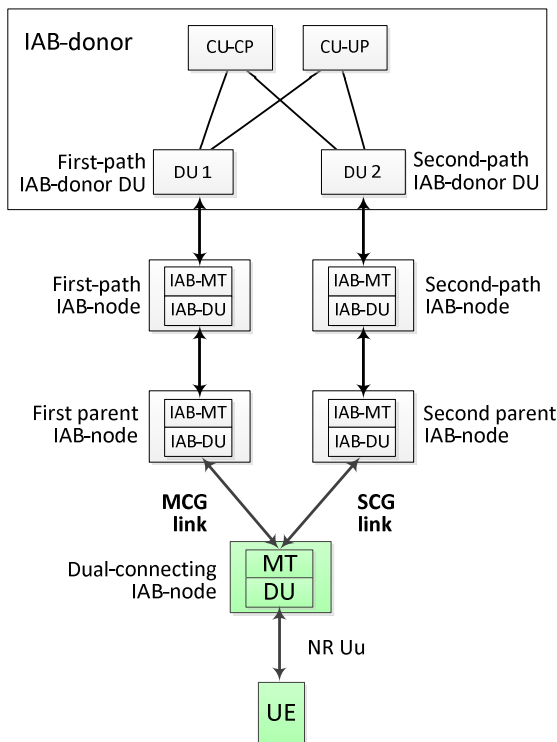 IAB-donor
CU-CP
CU-UP
First-path
IAB-donor DU
DU 1
DU 2
Second-path
IAB-donor DU
First-path
IAB-node
IAB-MT
IAB-DU
IAB-MT
IAB-DU
Second-path
IAB-node
First parent
IAB-node
IAB-MT
IAB-DU
IAB-MT
IAB-DU
Second parent
IAB-node
MCG
link
SCG
link
Dual-connecting
IAB-node
MT
DU
NR Uu
UE